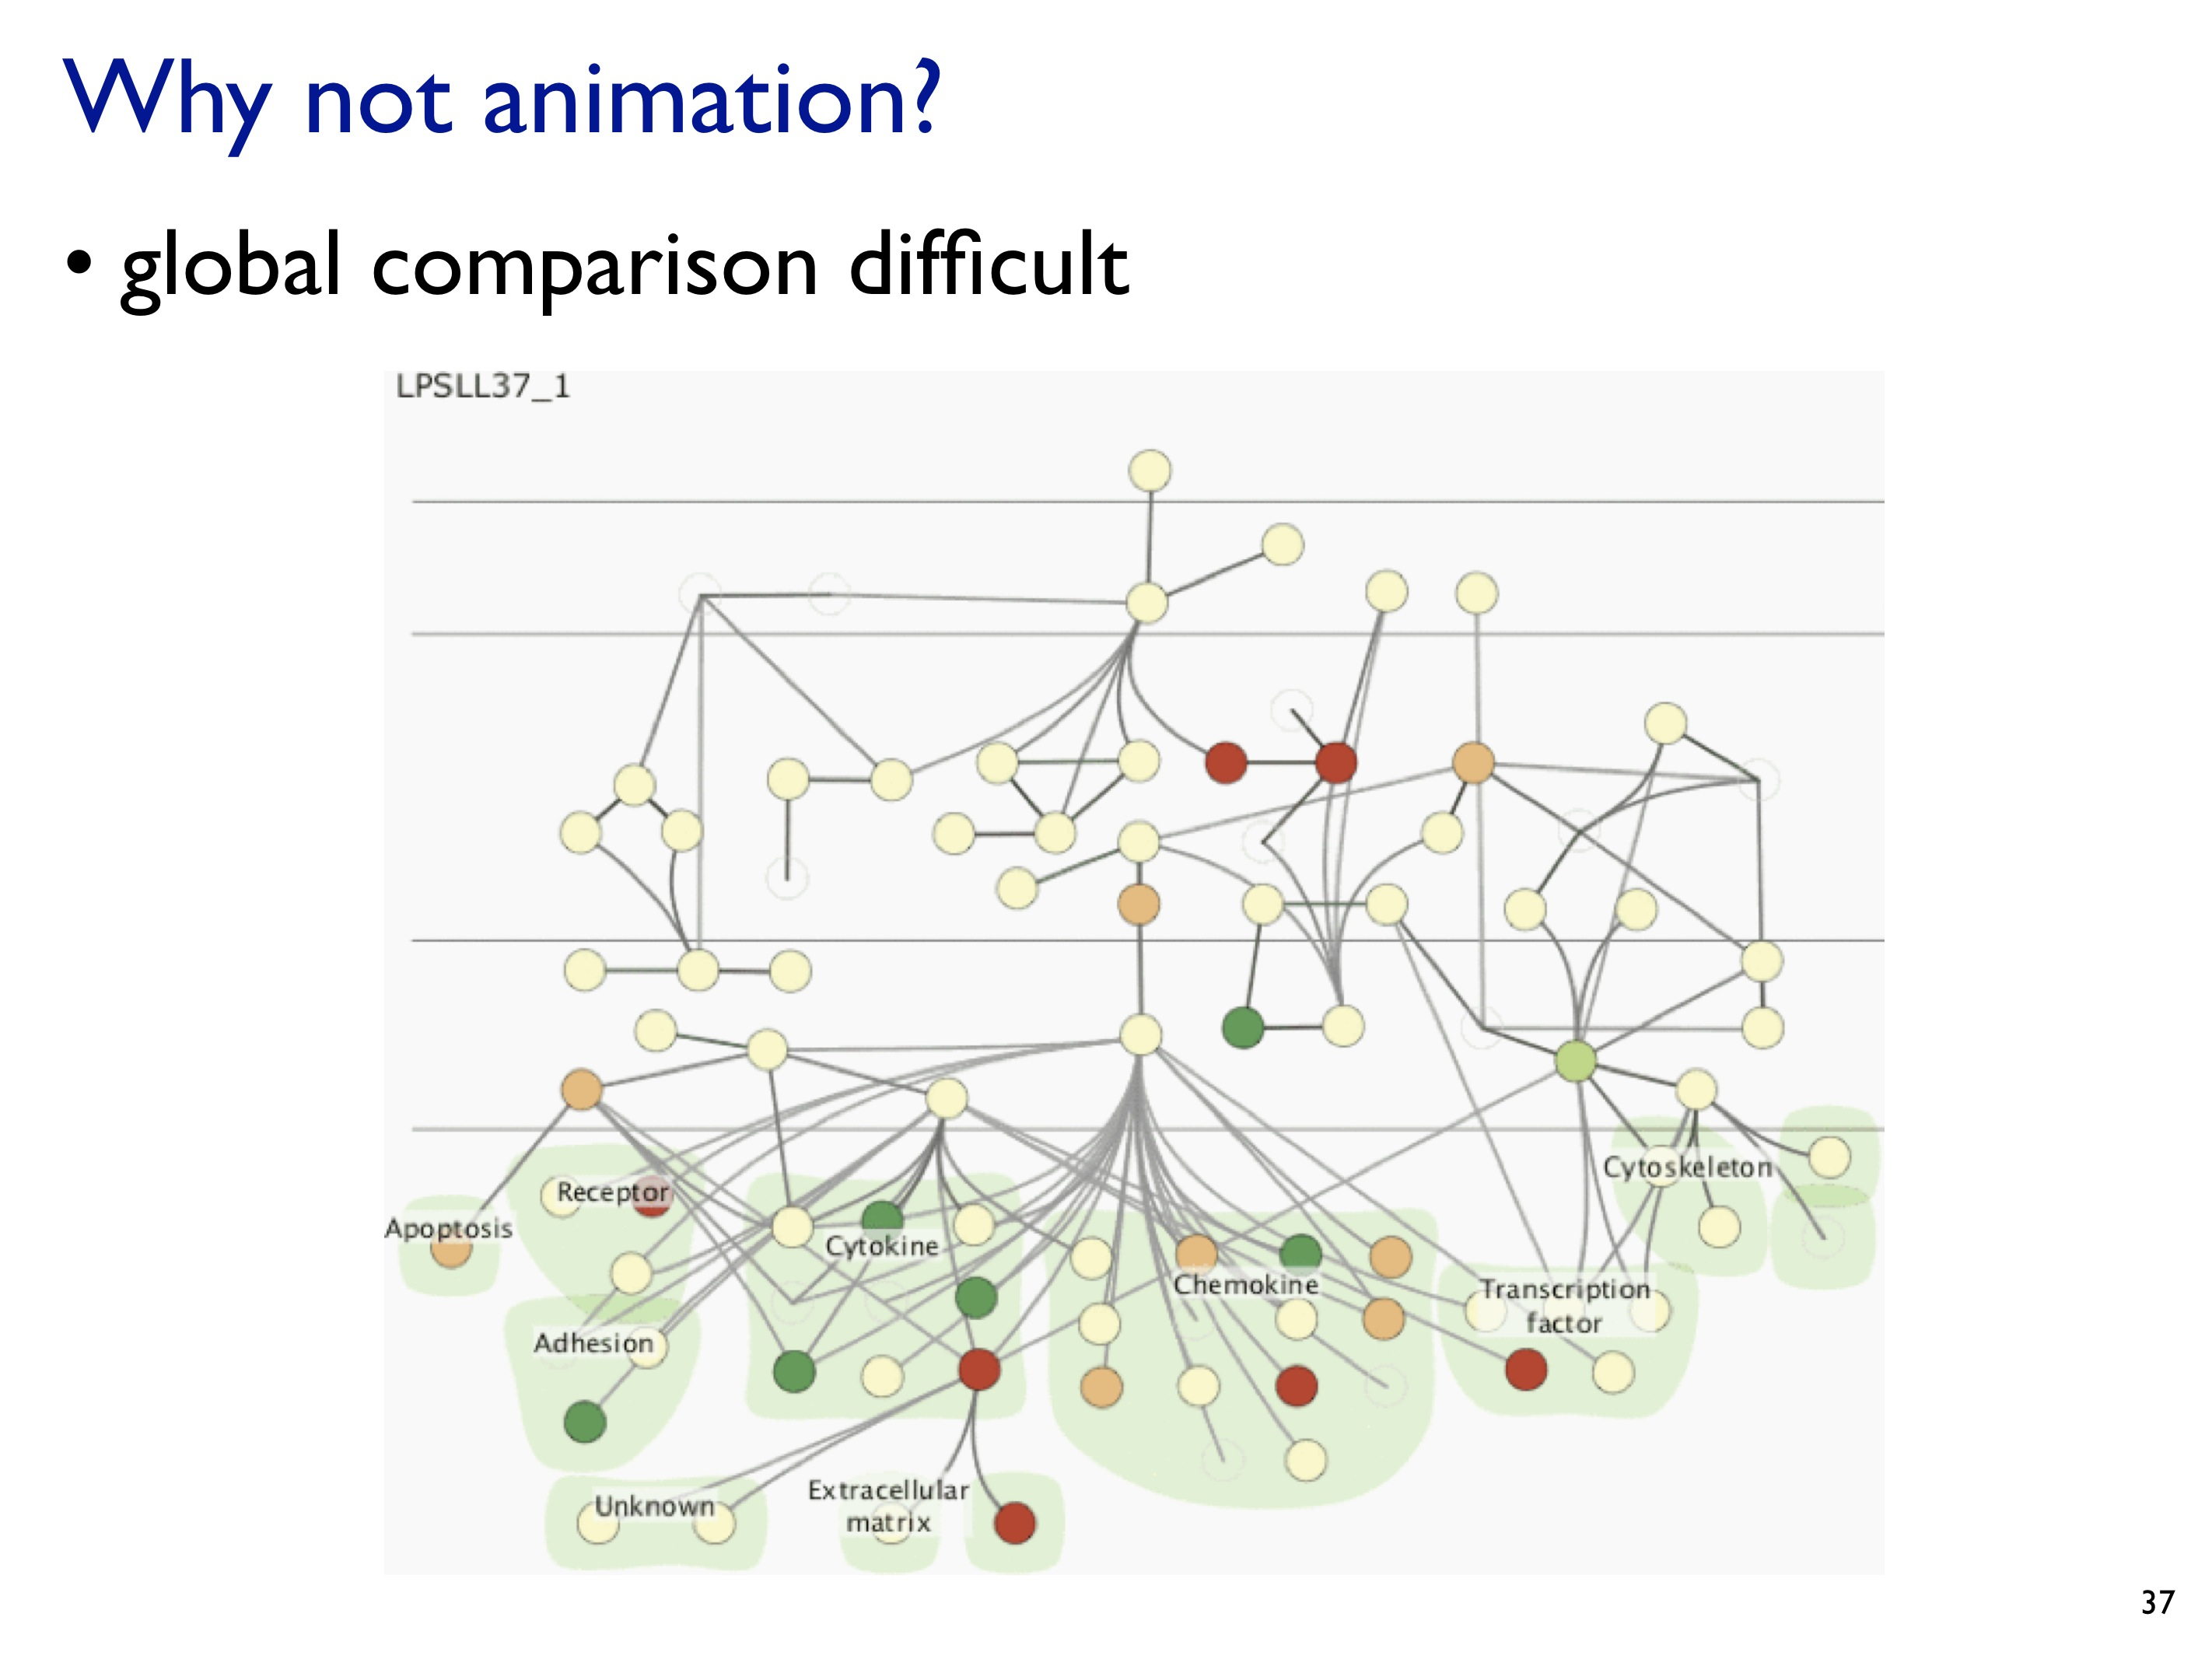 Why not animation?
• global comparison difficult
LPSLL37_1
Cytoskeleton
Receptor
Apoptosis
Cytokine
Chemokine
Transcription
factor
Adhesion
Extracellular
matrix
Unknown
37